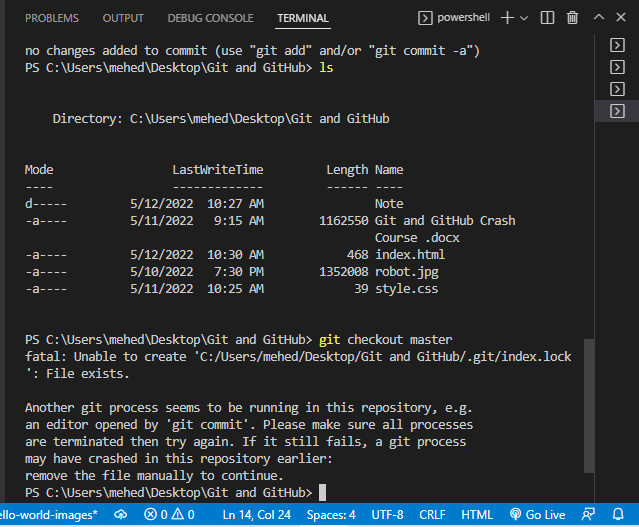 PROBLEMS OUTPUT DEBUG CONSOLE TERMINAL powershell
no changes added to commit (use "git add" and/or "git commit -a")
PS C:\Users\mehed\Desktop\Git and GitHub> ls
Directory: C:\Users\mehed\Desktop\Git and GitHub
Mode LastWriteTime Length Name
---- ------------- ------ ----
d----- 5/12/2022 10:27 AM Note
-a---- 5/11/2022 9:15 AM 1162550 Git and GitHub Crash
Course .docx
-a---- 5/12/2022 10:30 AM 468 index.html
-a---- 5/10/2022 7:30 PM 1352008 robot.jpg
-a---- 5/11/2022 10:25 AM 39 style.css
PS C:\Users\mehed\Desktop\Git and GitHub> git checkout master
fatal: Unable to create 'C:/Users/mehed/Desktop/Git and GitHub/.git/index.lock
': File exists.
Another git process seems to be running in this repository, e.g.
an editor opened by 'git commit'. Please make sure all processes
are terminated then try again. If it still fails, a git process
may have crashed in this repository earlier:
remove the file manually to continue.
PS C:\Users\mehed\Desktop\Git and GitHub>
ello-world-images* 0 0 Ln 14, Col 24 Spaces: 4 UTF-8 CRLF HTML Go Live